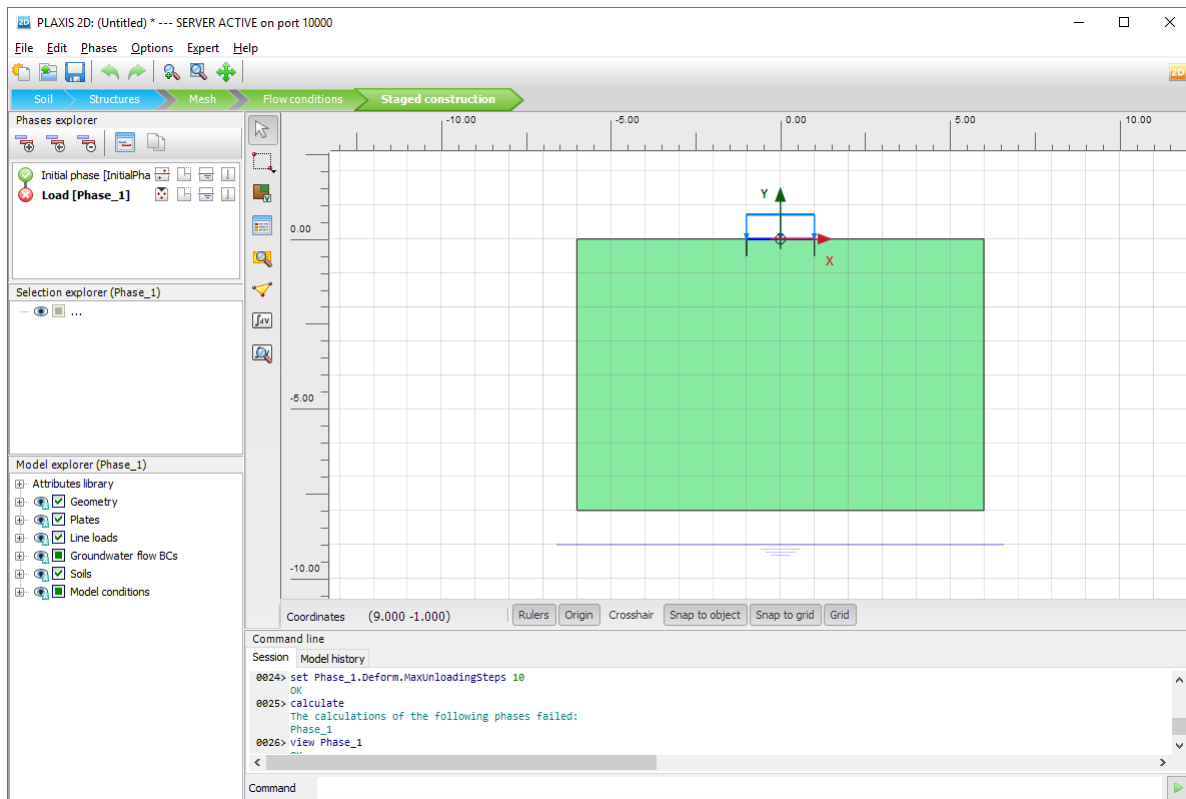 PLAXIS 2D: (Untitled) * --- SERVER ACTIVE on port 10000
File Edit Phases Options Expert Help
2D
Soil Structures Mesh Flow conditions Staged construction
Phases explorer
Initial phase [InitialPha
Load [Phase_1]
Selection explorer (Phase_1)
...
Model explorer (Phase_1)
Attributes library
Geometry
Plates
Line loads
Groundwater flow BCs
Soils
Model conditions
-10.00 -5.00 0.00 5.00 10.00
0.00
-5.00
-10.00
Y
X
Coordinates (9.000 -1.000) Rulers Origin Crosshair Snap to object Snap to grid Grid
Command line
Session Model history
0024> set Phase_1.Deform.MaxUnloadingSteps 10
OK
0025> calculate
The calculations of the following phases failed:
Phase_1
0026> view Phase_1
OK
Command